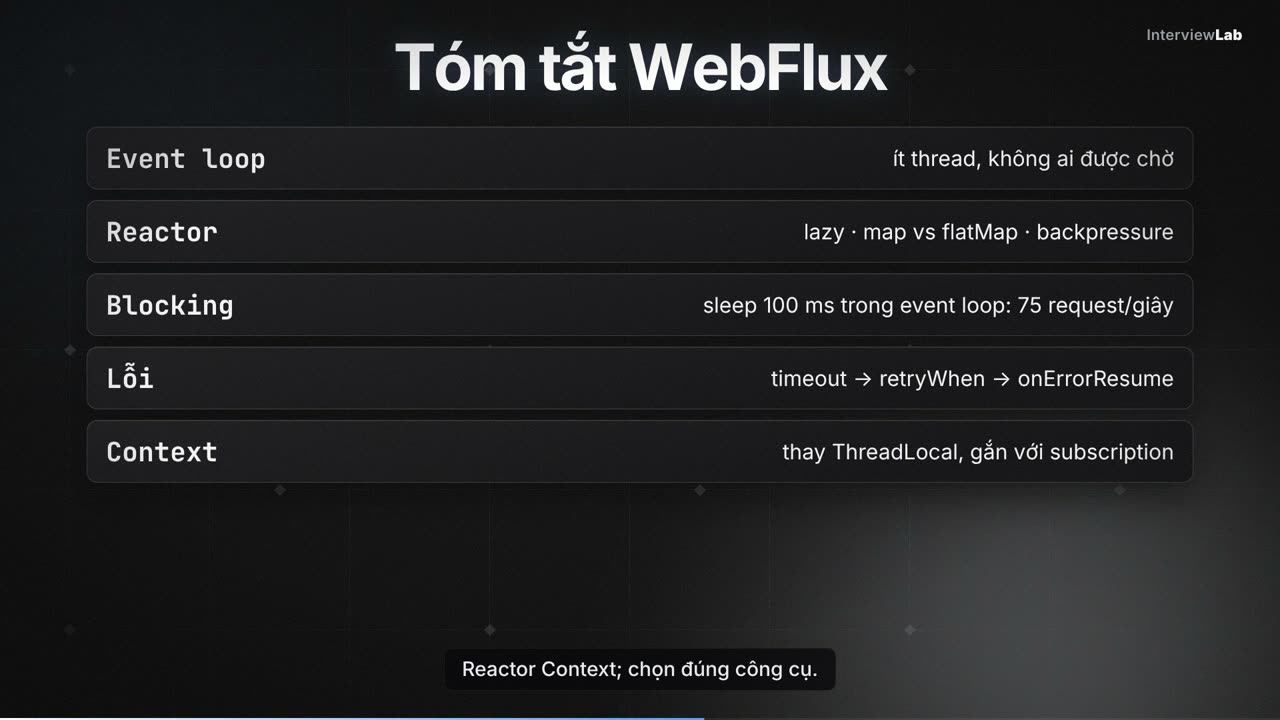 InterviewLab
Tóm tắt WebFlux
Event loop ít thread, không ai được chờ
Reactor lazy · map vs flatMap · backpressure
Blocking sleep 100 ms trong event loop: 75 request/giây
Lỗi timeout → retryWhen → onErrorResume
Context thay ThreadLocal, gắn với subscription
Reactor Context; chọn đúng công cụ.